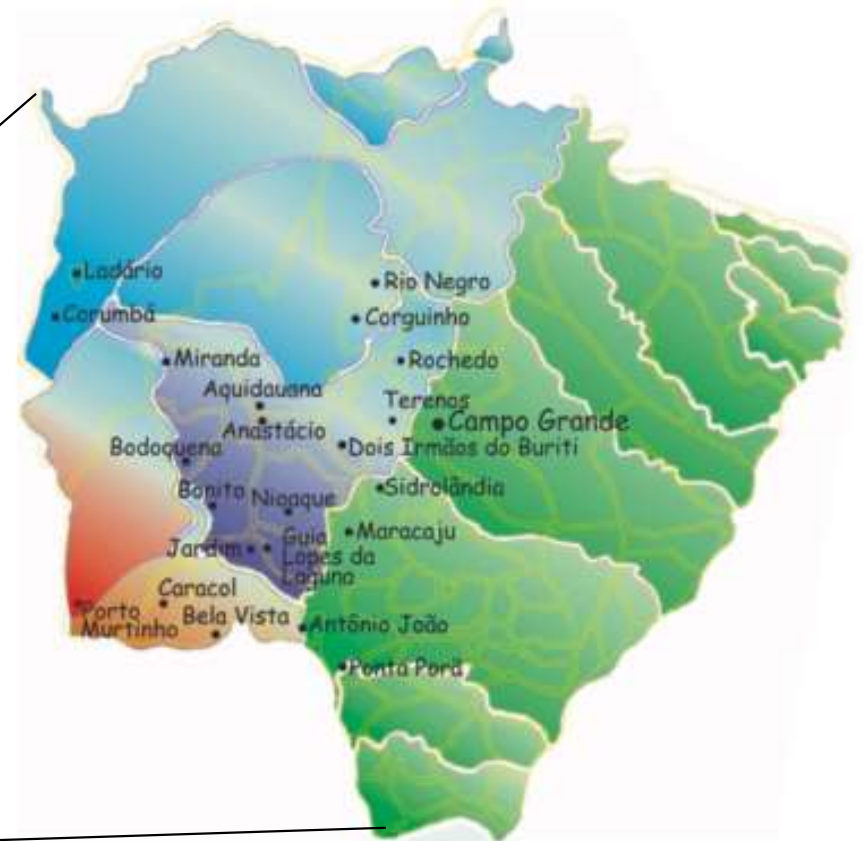 Ladário
Rio Negro
Corumbá
Corguinho
Miranda
Rochedo
Aquidauana
Terenos
Campo Grande
Anastácio
Dois Irmãos do Buriti
Bodoquena
Sidrolândia
Bonito
Nioaque
Maracaju
Guia
Lopes da
Laguna
Jardim
Caracol
Porto
Murtinho
Bela Vista
Antônio João
Ponta Porã